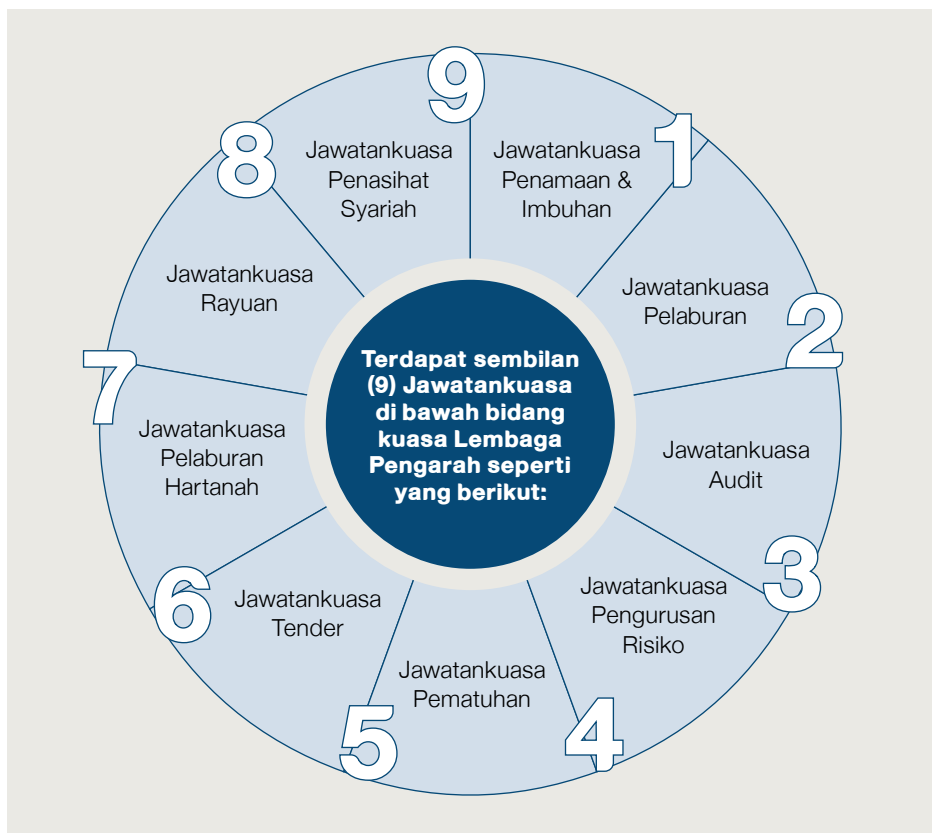 Terdapat sembilan
(9) Jawatankuasa
di bawah bidang
kuasa Lembaga
Pengarah seperti
yang berikut:
1
Jawatankuasa
Penamaan &
Imbuhan
2
Jawatankuasa
Pelaburan
3
Jawatankuasa
Audit
4
Jawatankuasa
Pengurusan
Risiko
5
Jawatankuasa
Pematuhan
6
Jawatankuasa
Tender
7
Jawatankuasa
Pelaburan
Hartanah
8
Jawatankuasa
Rayuan
9
Jawatankuasa
Penasihat
Syariah